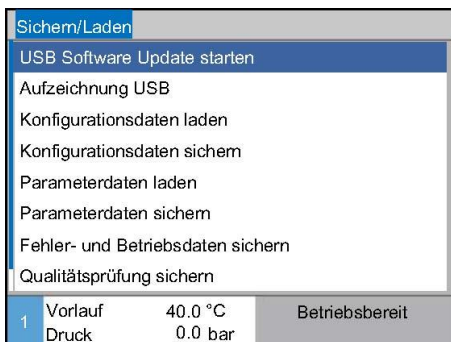 Sichern/Laden
USB Software Update starten
Aufzeichnung USB
Konfigurationsdaten laden
Konfigurationsdaten sichern
Parameterdaten laden
Parameterdaten sichern
Fehler- und Betriebsdaten sichern
Qualitätsprüfung sichern
1 Vorlauf 40.0 °C Betriebsbereit
Druck 0.0 bar